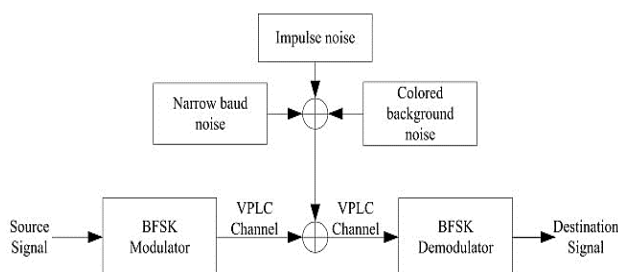 Impulse noise
Narrow baud
noise
Colored
background
noise
Source
Signal
BFSK
Modulator
VPLC
Channel
VPLC
Channel
BFSK
Demodulator
Destination
Signal